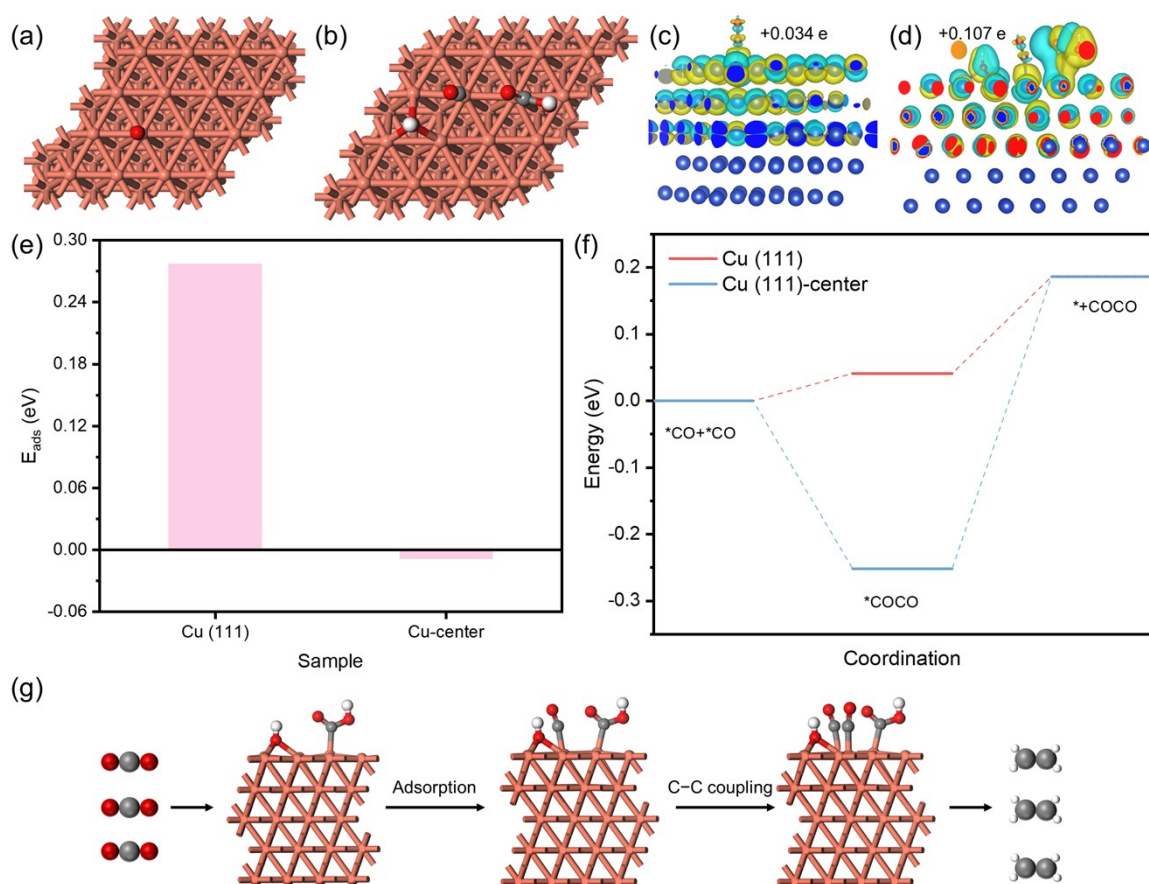 (a)
(b)
(c)
+0.034 e
(d)
+0.107 e
(e)
0.30
0.24
0.18
0.12
0.06
0.00
-0.06
Eads (eV)
Cu (111)
Cu-center
Sample
(f)
Cu (111)
Cu (111)-center
0.2
0.1
0.0
-0.1
-0.2
-0.3
Energy (eV)
*CO+*CO
*COCO
*+COCO
Coordination
(g)
Adsorption
C−C coupling